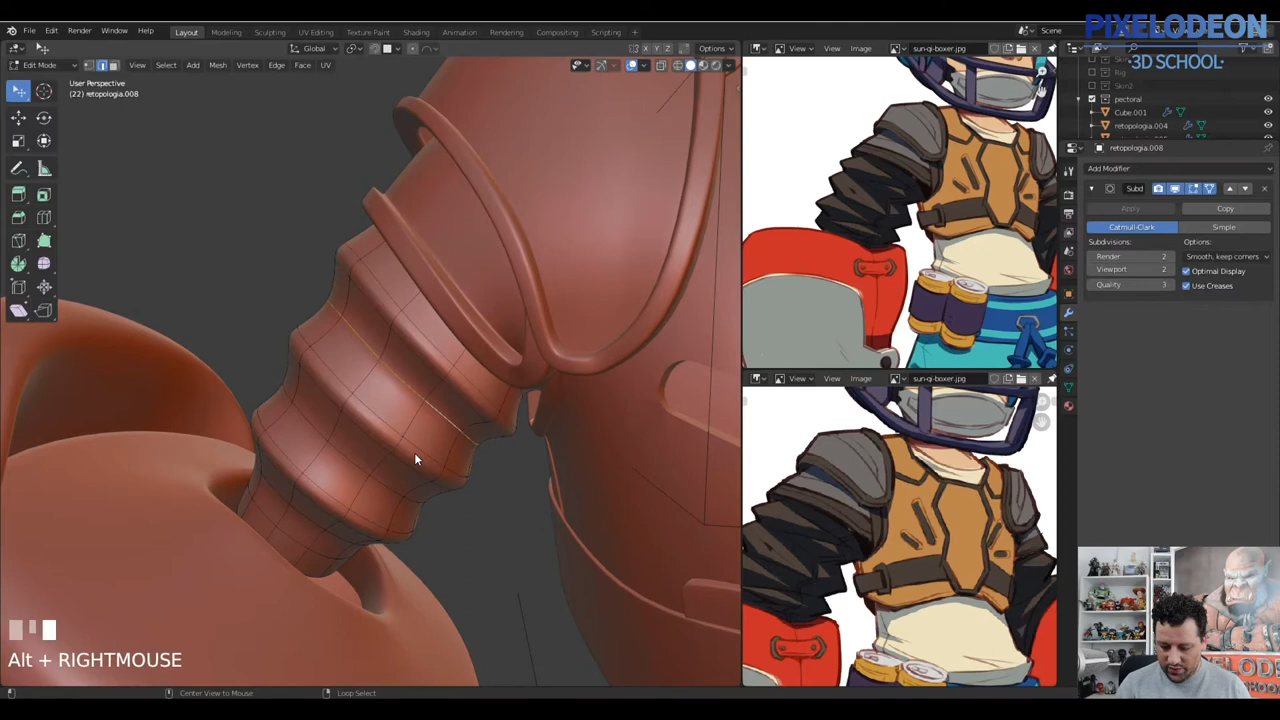 File Edit Render Window Help Layout Modeling Sculpting UV Editing Texture Paint Shading Animation Rendering Compositing Scripting + Scene
PIXELODEON
3D SCHOOL
Global Options View Image sun-qi-boxer.jpg
Edit Mode View Select Add Mesh Vertex Edge Face UV
User Perspective
(22) retopologia.008
Rig
Skin2
pectoral
Cube.001
retopologia.004
retopologia.008
Add Modifier
Subd
Apply Copy
Catmull-Clark Simple
Subdivisions: Options:
Render 2 Smooth, keep corners
Viewport 2 Optimal Display
Quality 3 Use Creases
View Image sun-qi-boxer.jpg
Alt + RIGHTMOUSE
Center View to Mouse Loop Select